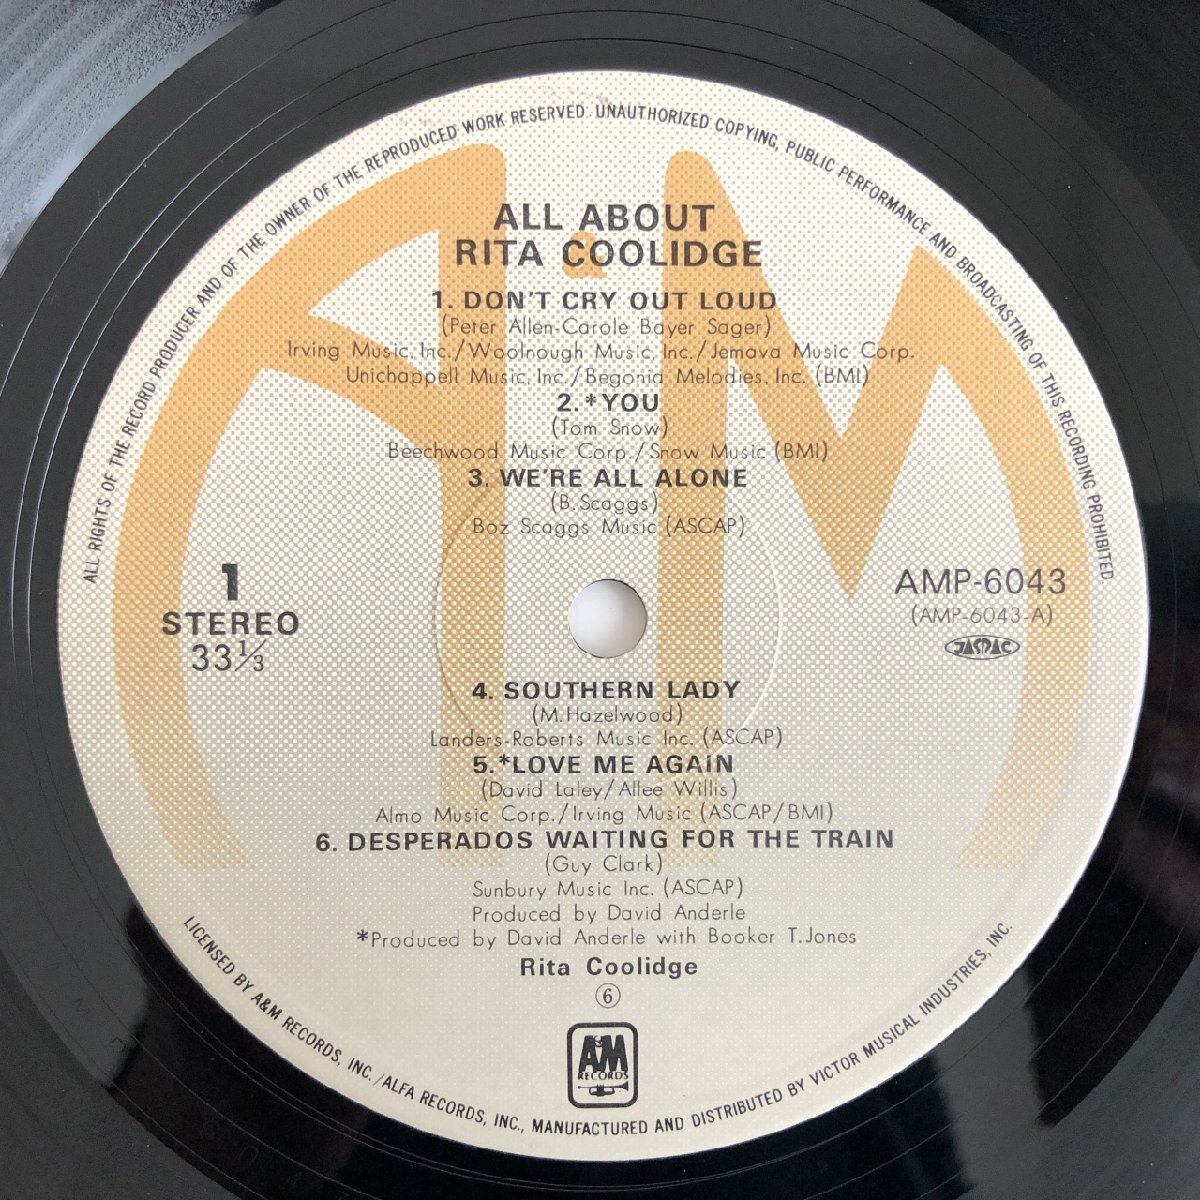 ALL RIGHTS OF THE RECORD PRODUCER AND OF THE OWNER OF THE REPRODUCED WORK RESERVED. UNAUTHORIZED COPYING, PUBLIC PERFORMANCE AND BROADCASTING OF THIS RECORDING PROHIBITED.
ALL ABOUT
&
RITA COOLIDGE
1. DON'T CRY OUT LOUD
(Peter Allen-Carole Bayer Sager)
Irving Music, Inc./Woolnough Music, Inc./Jemava Music Corp.
Unichappell Music, Inc./Begonia Melodies, Inc. (BMI)
2. *YOU
(Tom Snow)
Beechwood Music Corp./Snow Music (BMI)
3. WE'RE ALL ALONE
(B. Scaggs)
Boz Scaggs Music (ASCAP)
1
STEREO
33⅓
AMP-6043
(AMP-6043-A)
JASRAC
4. SOUTHERN LADY
(M. Hazelwood)
Landers-Roberts Music Inc. (ASCAP)
5. *LOVE ME AGAIN
(David Laley/Allee Willis)
Almo Music Corp./Irving Music (ASCAP/BMI)
6. DESPERADOS WAITING FOR THE TRAIN
(Guy Clark)
Sunbury Music Inc. (ASCAP)
Produced by David Anderle
*Produced by David Anderle with Booker T. Jones
Rita Coolidge
⑥
A&M
RECORDS
LICENSED BY A&M RECORDS, INC./ALFA RECORDS, INC., MANUFACTURED AND DISTRIBUTED BY VICTOR MUSICAL INDUSTRIES, INC.